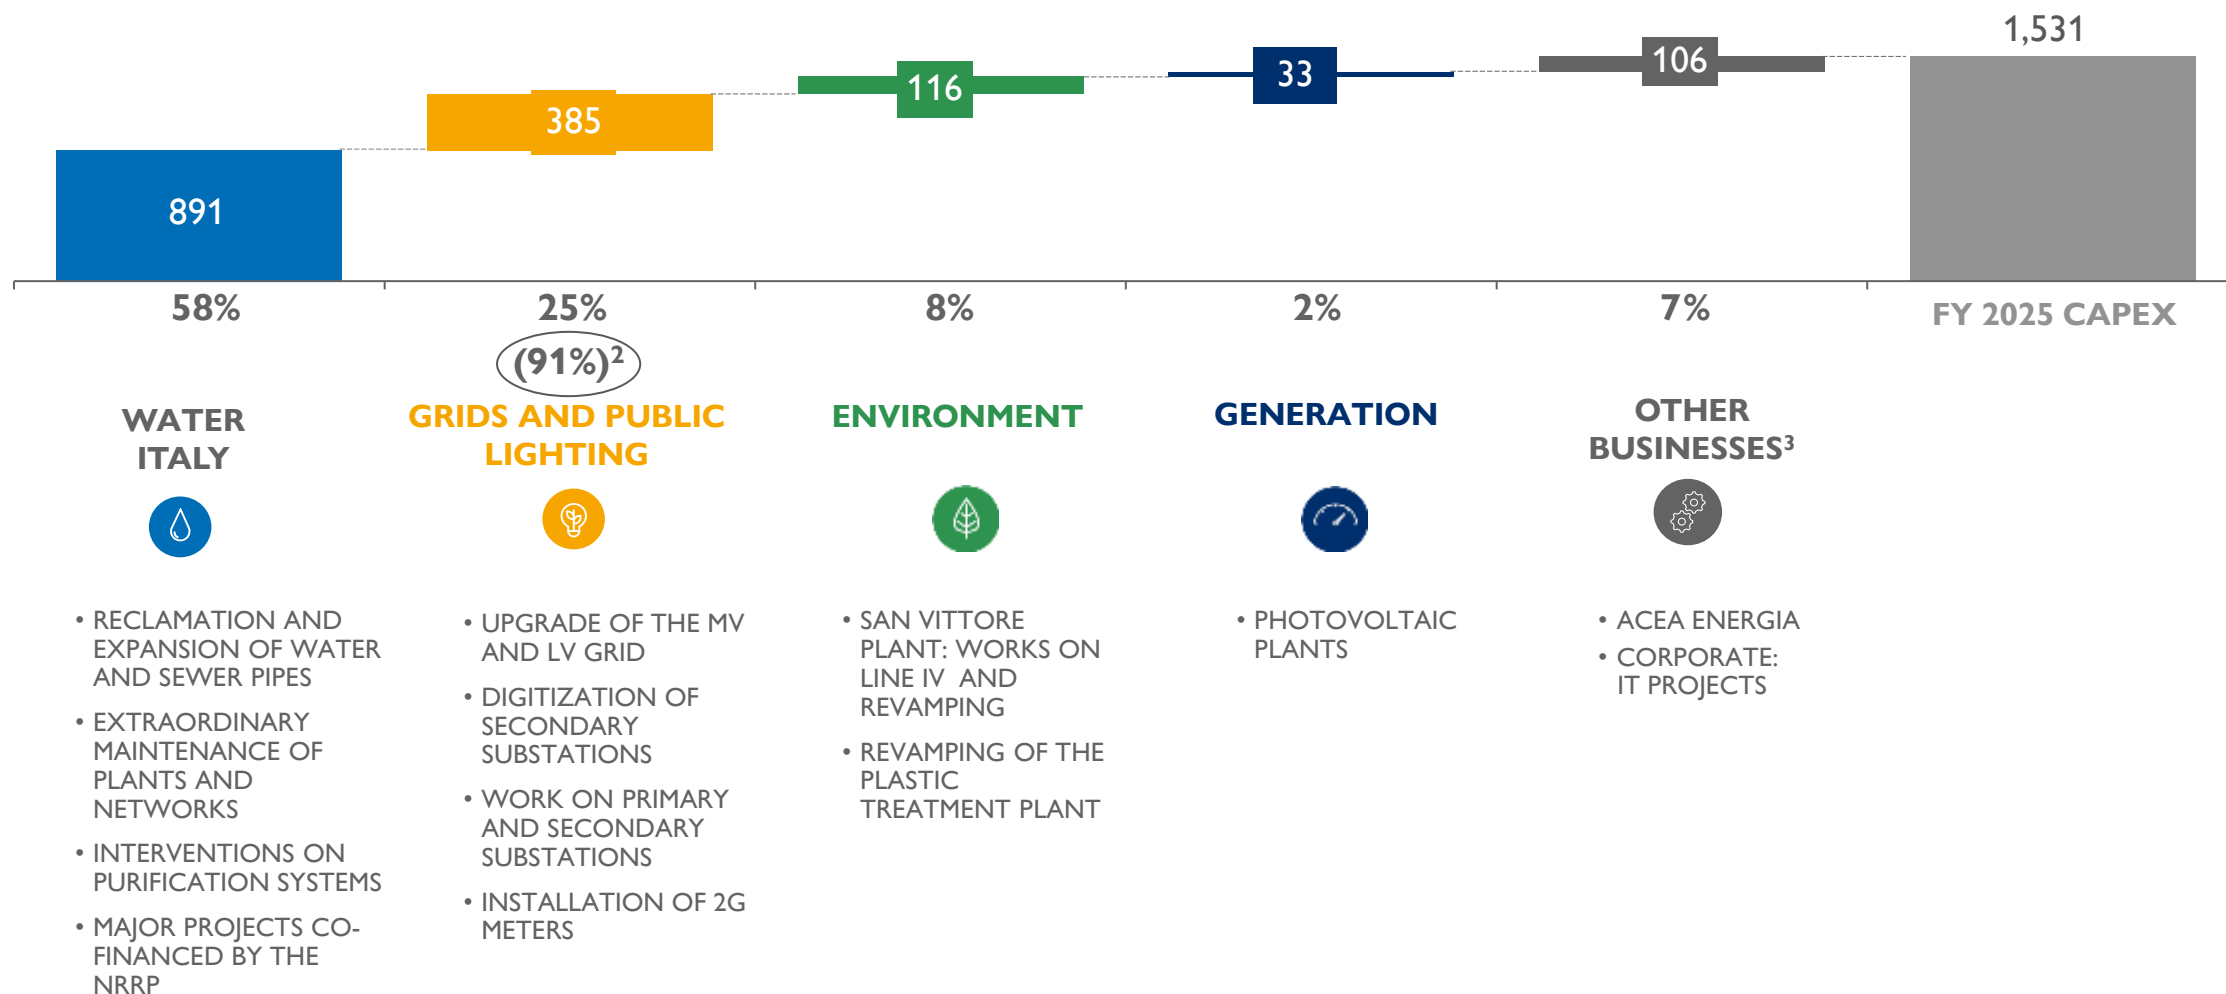 891
385
116
33
106
1,531
58%
25%
8%
2%
7%
FY 2025 CAPEX
(91%)²
WATER
ITALY
GRIDS AND PUBLIC
LIGHTING
ENVIRONMENT
GENERATION
OTHER
BUSINESSES³
• RECLAMATION AND
EXPANSION OF WATER
AND SEWER PIPES
• EXTRAORDINARY
MAINTENANCE OF
PLANTS AND
NETWORKS
• INTERVENTIONS ON
PURIFICATION SYSTEMS
• MAJOR PROJECTS CO-
FINANCED BY THE
NRRP
• UPGRADE OF THE MV
AND LV GRID
• DIGITIZATION OF
SECONDARY
SUBSTATIONS
• WORK ON PRIMARY
AND SECONDARY
SUBSTATIONS
• INSTALLATION OF 2G
METERS
• SAN VITTORE
PLANT: WORKS ON
LINE IV AND
REVAMPING
• REVAMPING OF THE
PLASTIC
TREATMENT PLANT
• PHOTOVOLTAIC
PLANTS
• ACEA ENERGIA
• CORPORATE:
IT PROJECTS